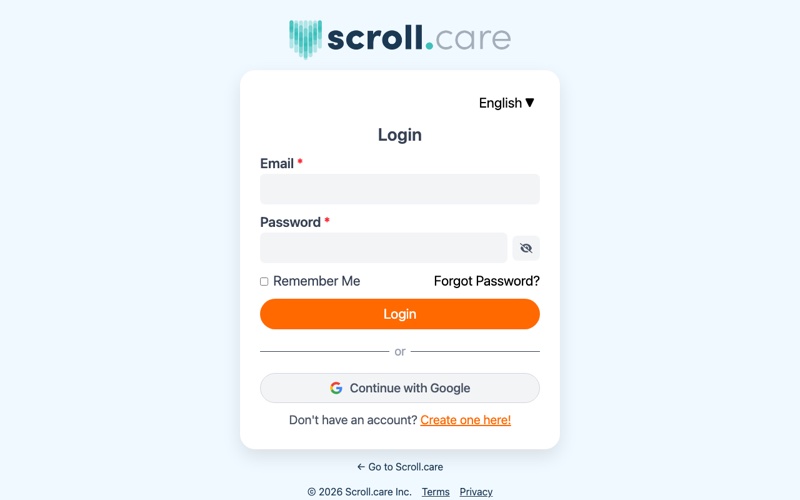 scroll.care
English ▼
Login
Email *
Password *
Remember Me Forgot Password?
Login
or
Continue with Google
Don't have an account? Create one here!
← Go to Scroll.care
© 2026 Scroll.care Inc. Terms Privacy